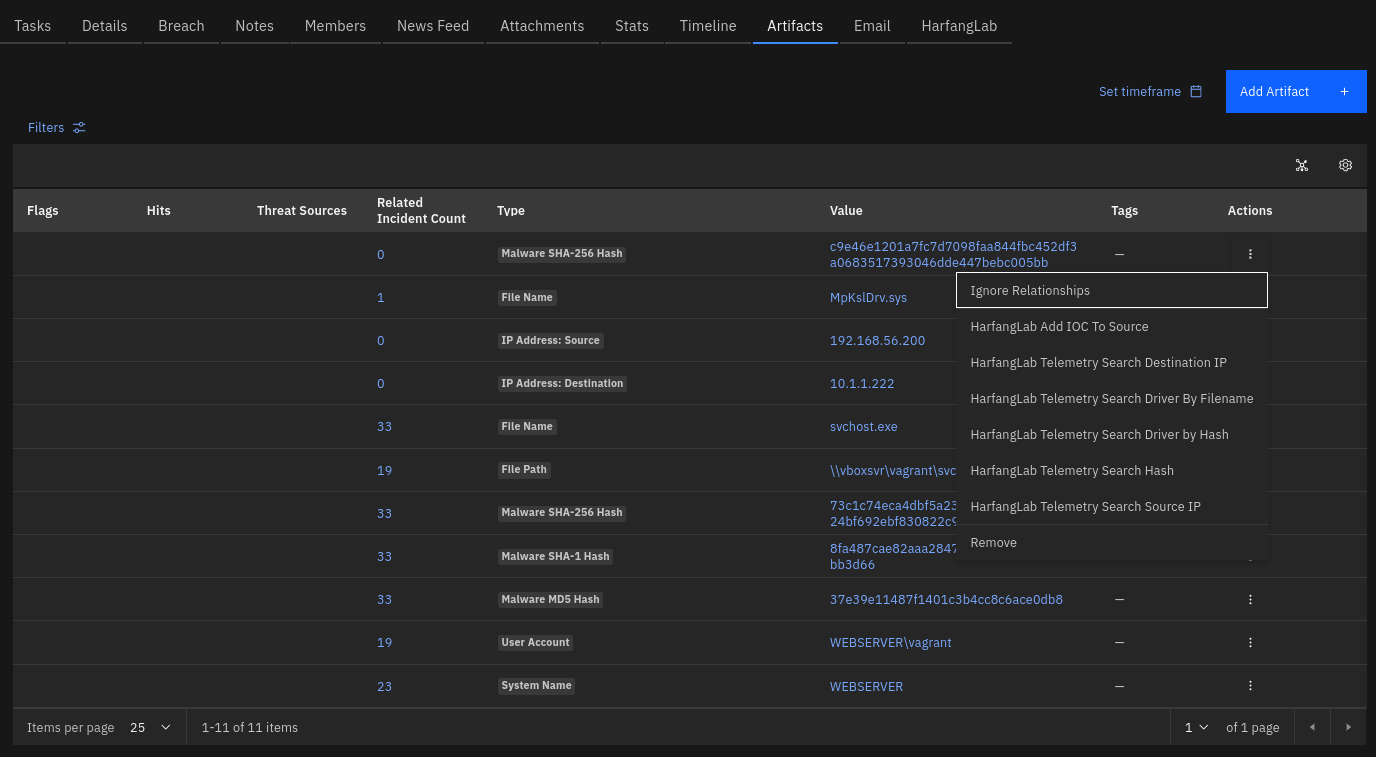 Tasks Details Breach Notes Members News Feed Attachments Stats Timeline Artifacts Email HarfangLab
Set timeframe Add Artifact +
Filters
Flags Hits Threat Sources Related Incident Count Type Value Tags Actions
0 Malware SHA-256 Hash c9e46e1201a7fc7d7098faa844fbc452df3
a0683517393046dde447bebc005bb —
1 File Name MpKslDrv.sys
0 IP Address: Source 192.168.56.200
0 IP Address: Destination 10.1.1.222
33 File Name svchost.exe
19 File Path \\vboxsvr\vagrant\svc
33 Malware SHA-256 Hash 73c1c74eca4dbf5a23
24bf692ebf830822c9
33 Malware SHA-1 Hash 8fa487cae82aaa2847
bb3d66
33 Malware MD5 Hash 37e39e11487f1401c3b4cc8c6ace0db8 —
19 User Account WEBSERVER\vagrant —
23 System Name WEBSERVER —
Ignore Relationships
HarfangLab Add IOC To Source
HarfangLab Telemetry Search Destination IP
HarfangLab Telemetry Search Driver By Filename
HarfangLab Telemetry Search Driver by Hash
HarfangLab Telemetry Search Hash
HarfangLab Telemetry Search Source IP
Remove
Items per page 25 1-11 of 11 items 1 of 1 page